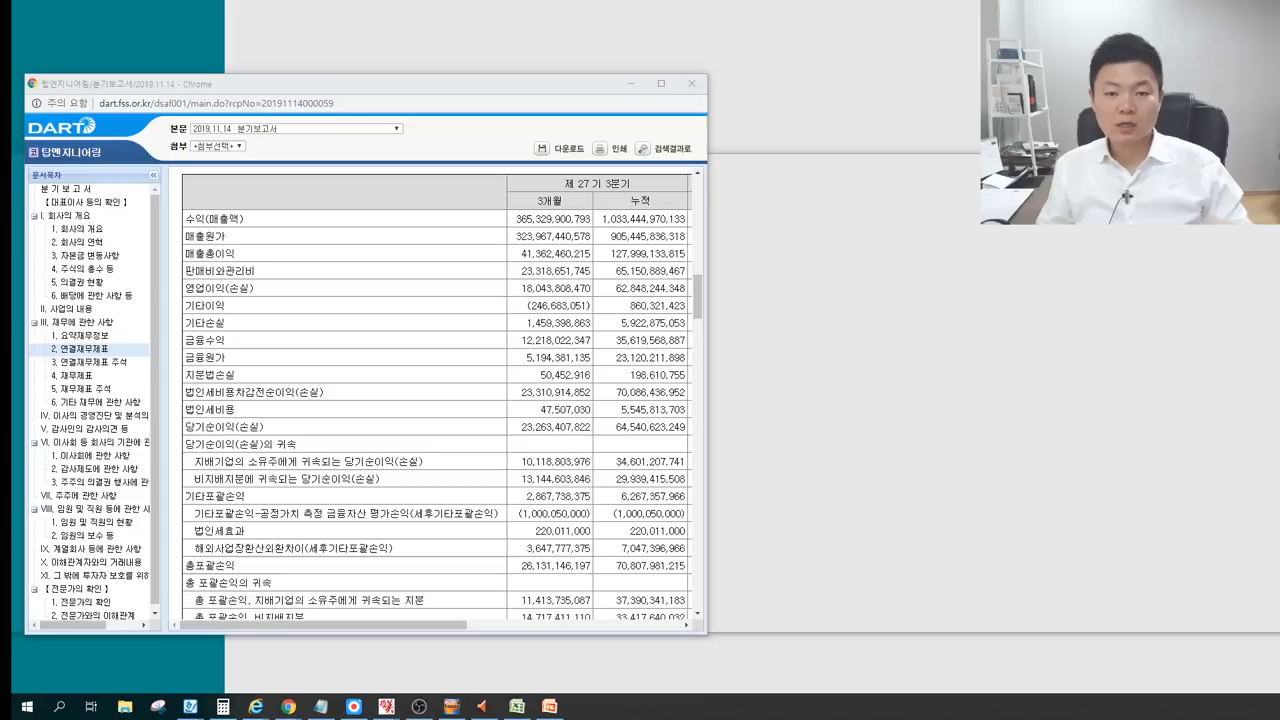 탑엔지니어링/분기보고서/2019.11.14 - Chrome
주의 요함 dart.fss.or.kr/dsaf001/main.do?rcpNo=20191114000059
DART
탑엔지니어링
본문 2019.11.14 분기보고서
첨부 +첨부선택+
다운로드 인쇄 검색결과로
문서목차
분 기 보 고 서
【 대표이사 등의 확인 】
I. 회사의 개요
1. 회사의 개요
2. 회사의 연혁
3. 자본금 변동사항
4. 주식의 총수 등
5. 의결권 현황
6. 배당에 관한 사항 등
II. 사업의 내용
III. 재무에 관한 사항
1. 요약재무정보
2. 연결재무제표
3. 연결재무제표 주석
4. 재무제표
5. 재무제표 주석
6. 기타 재무에 관한 사항
IV. 이사의 경영진단 및 분석의
V. 감사인의 감사의견 등
VI. 이사회 등 회사의 기관에 관
1. 이사회에 관한 사항
2. 감사제도에 관한 사항
3. 주주의 의결권 행사에 관
VII. 주주에 관한 사항
VIII. 임원 및 직원 등에 관한 사
1. 임원 및 직원의 현황
2. 임원의 보수 등
IX. 계열회사 등에 관한 사항
X. 이해관계자와의 거래내용
XI. 그 밖에 투자자 보호를 위하
【 전문가의 확인 】
1. 전문가의 확인
2. 전문가와의 이해관계
제 27 기 3분기
3개월 누적
수익(매출액) 365,329,900,793 1,033,444,970,133
매출원가 323,967,440,578 905,445,836,318
매출총이익 41,362,460,215 127,999,133,815
판매비와관리비 23,318,651,745 65,150,889,467
영업이익(손실) 18,043,808,470 62,848,244,348
기타이익 (246,683,051) 860,321,423
기타손실 1,459,398,863 5,922,875,053
금융수익 12,218,022,347 35,619,568,887
금융원가 5,194,381,135 23,120,211,898
지분법손실 50,452,916 198,610,755
법인세비용차감전순이익(손실) 23,310,914,852 70,086,436,952
법인세비용 47,507,030 5,545,813,703
당기순이익(손실) 23,263,407,822 64,540,623,249
당기순이익(손실)의 귀속
지배기업의 소유주에게 귀속되는 당기순이익(손실) 10,118,803,976 34,601,207,741
비지배지분에 귀속되는 당기순이익(손실) 13,144,603,846 29,939,415,508
기타포괄손익 2,867,738,375 6,267,357,966
기타포괄손익-공정가치 측정 금융자산 평가손익(세후기타포괄손익) (1,000,050,000) (1,000,050,000)
법인세효과 220,011,000 220,011,000
해외사업장환산외환차이(세후기타포괄손익) 3,647,777,375 7,047,396,966
총포괄손익 26,131,146,197 70,807,981,215
총 포괄손익의 귀속
총 포괄손익, 지배기업의 소유주에게 귀속되는 지분 11,413,735,087 37,390,341,183
총 포괄손익, 비지배지분 14,717,411,110 33,417,640,032